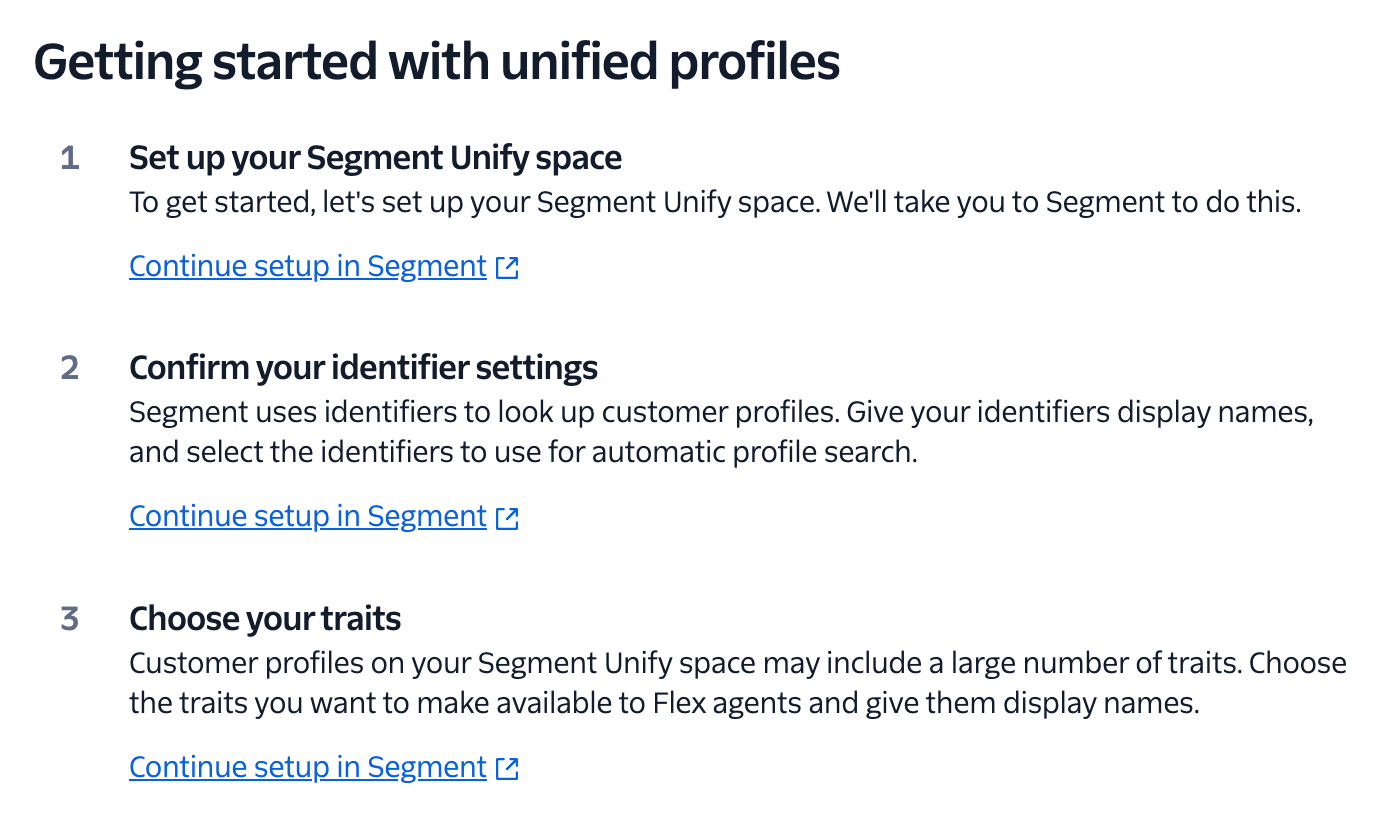 Getting started with unified profiles
1 Set up your Segment Unify space
To get started, let's set up your Segment Unify space. We'll take you to Segment to do this.
Continue setup in Segment
2 Confirm your identifier settings
Segment uses identifiers to look up customer profiles. Give your identifiers display names,
and select the identifiers to use for automatic profile search.
Continue setup in Segment
3 Choose your traits
Customer profiles on your Segment Unify space may include a large number of traits. Choose
the traits you want to make available to Flex agents and give them display names.
Continue setup in Segment